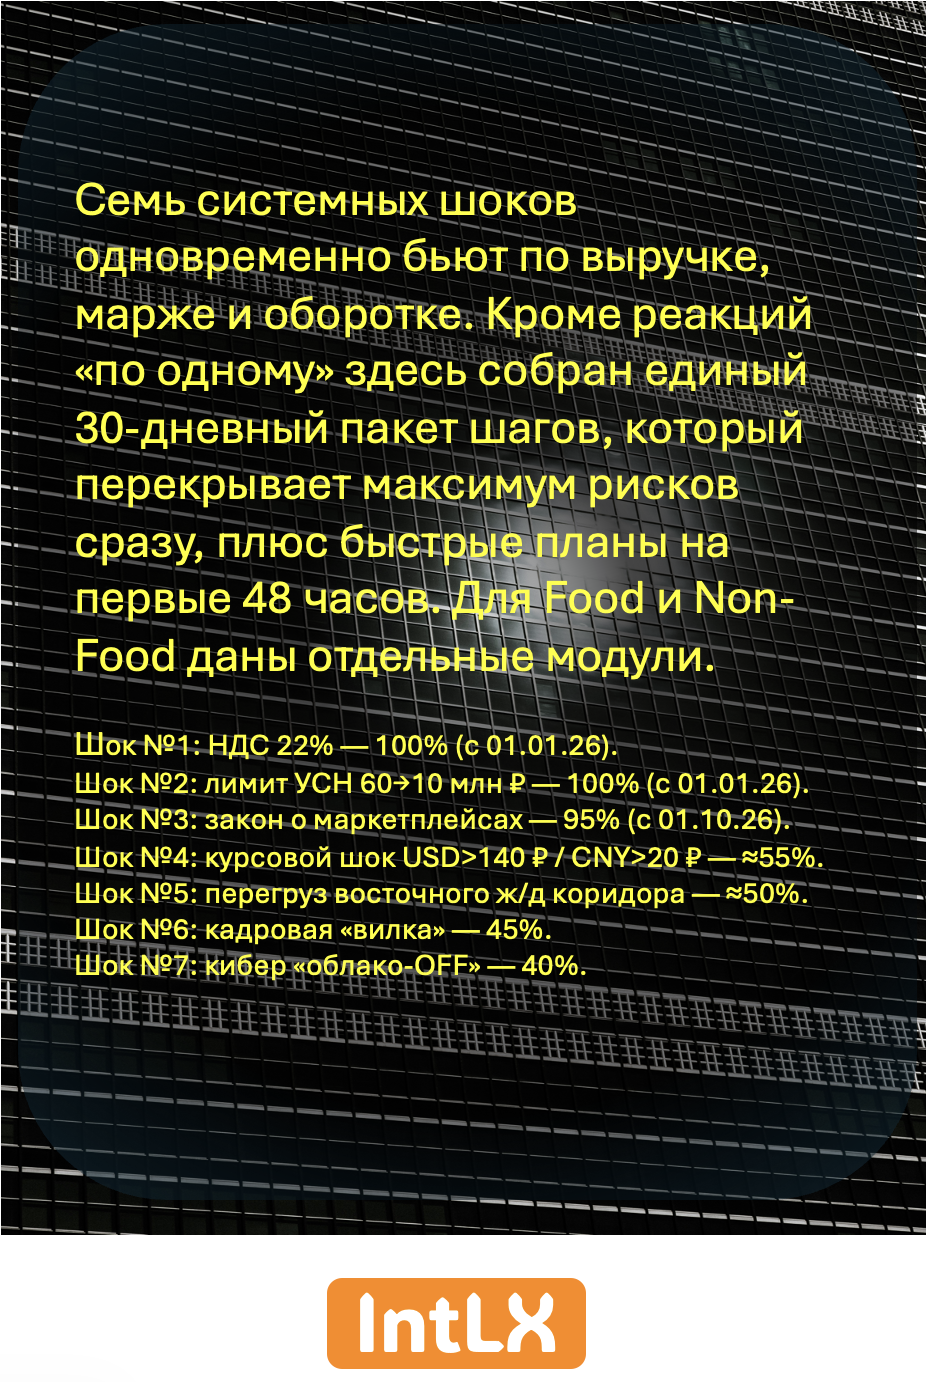 Семь системных шоков
одновременно бьют по выручке,
марже и оборотке. Кроме реакций
«по одному» здесь собран единый
30-дневный пакет шагов, который
перекрывает максимум рисков
сразу, плюс быстрые планы на
первые 48 часов. Для Food и Non-
Food даны отдельные модули.
Шок №1: НДС 22% — 100% (с 01.01.26).
Шок №2: лимит УСН 60→10 млн ₽ — 100% (с 01.01.26).
Шок №3: закон о маркетплейсах — 95% (с 01.10.26).
Шок №4: курсовой шок USD>140 ₽ / CNY>20 ₽ — ≈55%.
Шок №5: перегруз восточного ж/д коридора — ≈50%.
Шок №6: кадровая «вилка» — 45%.
Шок №7: кибер «облако-OFF» — 40%.
IntLX